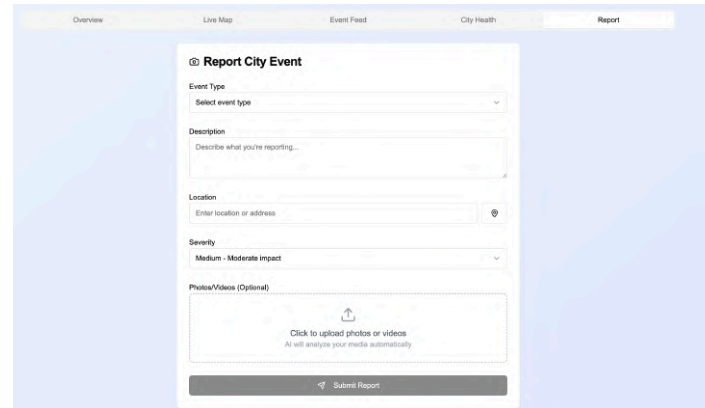 Overview Live Map Event Feed City Health Report
Report City Event
Event Type
Select event type
Description
Describe what you're reporting...
Location
Enter location or address
Severity
Medium - Moderate impact
Photos/Videos (Optional)
Click to upload photos or videos
AI will analyze your media automatically
Submit Report